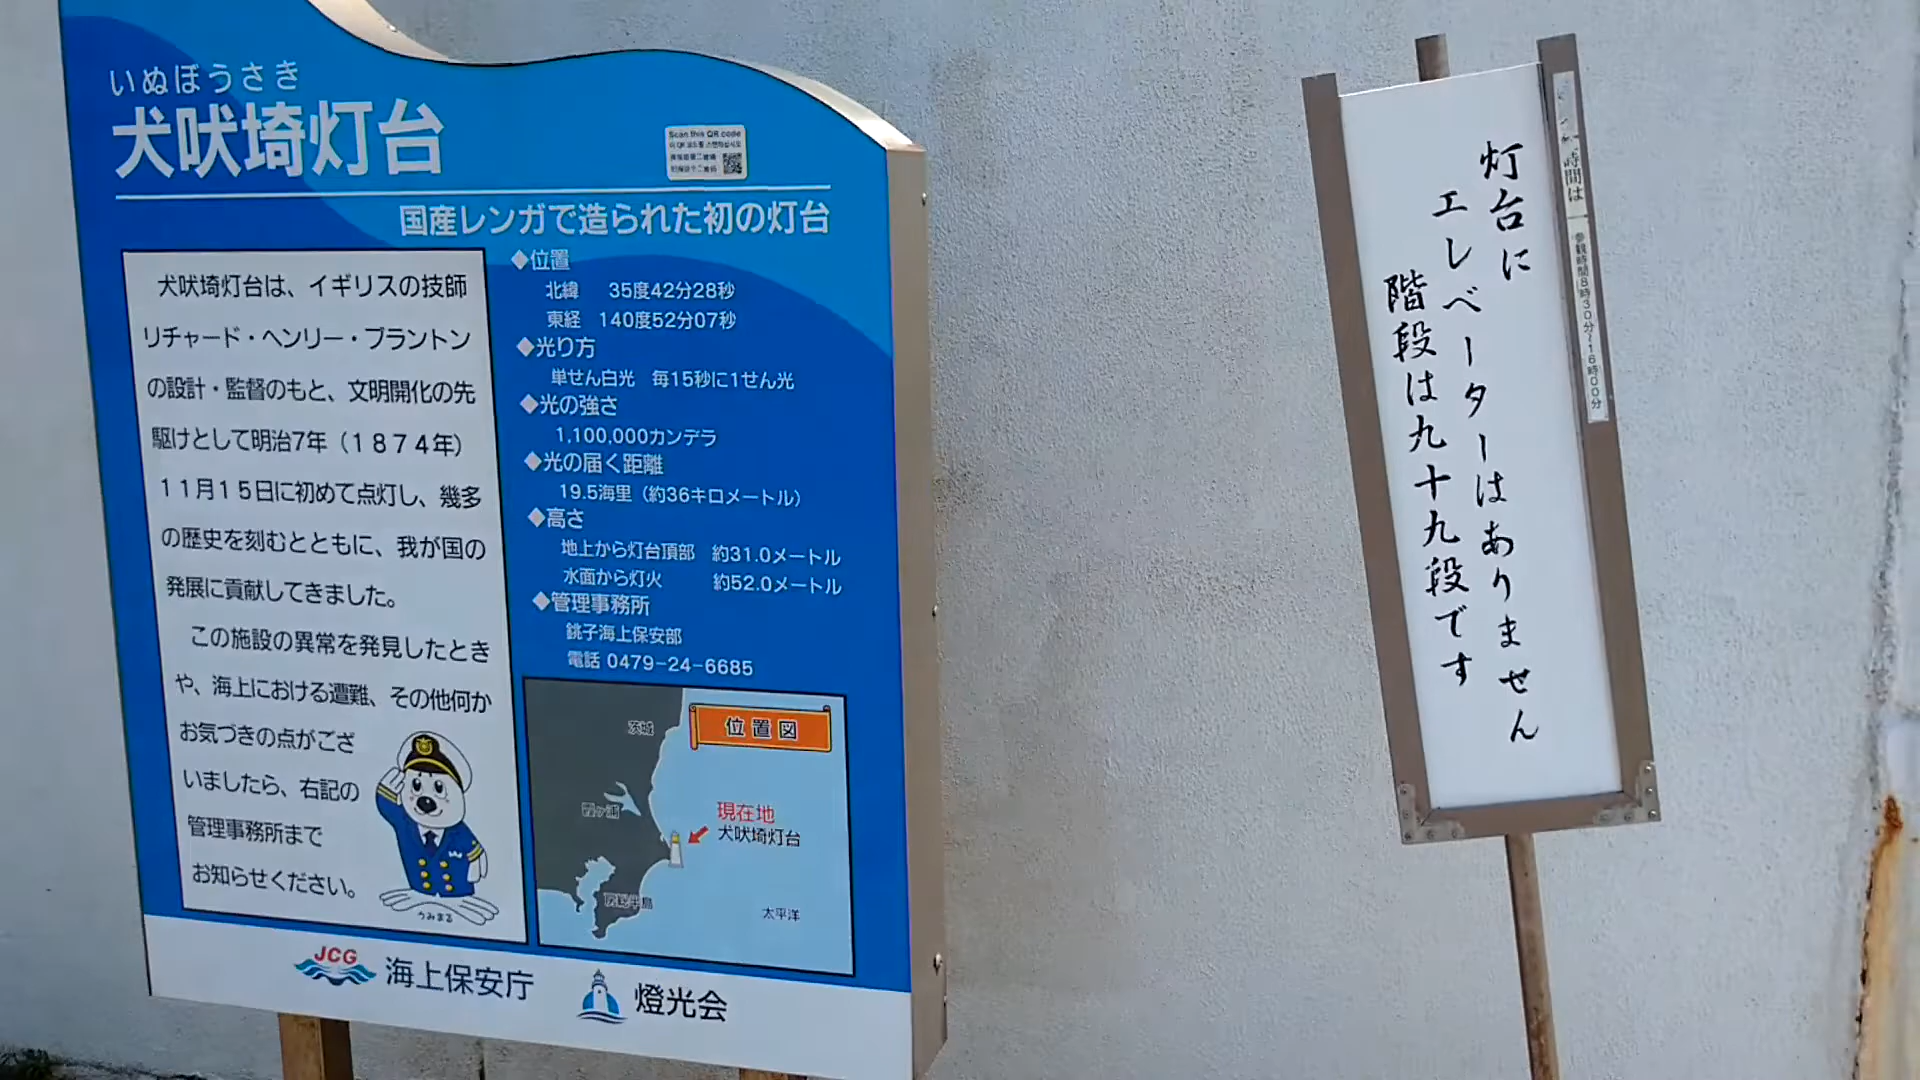 いぬぼうさき
犬吠埼灯台
Scan this QR code
国産レンガで造られた初の灯台
犬吠埼灯台は、イギリスの技師
リチャード・ヘンリー・ブラントン
の設計・監督のもと、文明開化の先
駆けとして明治7年（１８７４年）
１１月１５日に初めて点灯し、幾多
の歴史を刻むとともに、我が国の
発展に貢献してきました。
この施設の異常を発見したとき
や、海上における遭難、その他何か
お気づきの点がござ
いましたら、右記の
管理事務所まで
お知らせください。
うみまる
◆位置
北緯　35度42分28秒
東経　140度52分07秒
◆光り方
単せん白光　毎15秒に1せん光
◆光の強さ
1,100,000カンデラ
◆光の届く距離
19.5海里（約36キロメートル）
◆高さ
地上から灯台頂部　約31.0メートル
水面から灯火　約52.0メートル
◆管理事務所
銚子海上保安部
電話 0479-24-6685
位置図
茨城
霞ヶ浦
現在地
犬吠埼灯台
房総半島
太平洋
JCG 海上保安庁
燈光会
時間は
参観時間8時30分～16時00分
灯台に
エレベーターはありません
階段は九十九段です